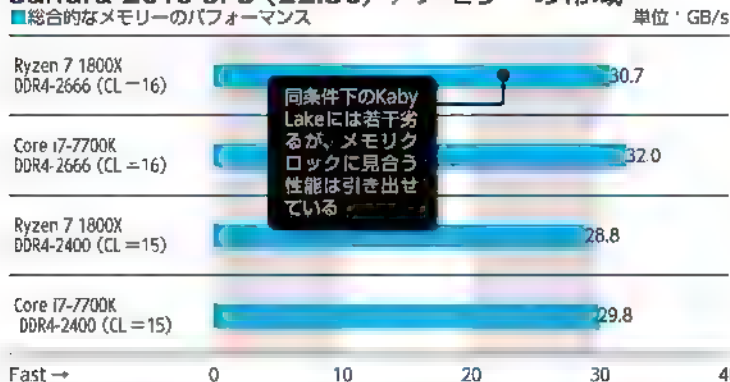 ■総合的なメモリーのパフォーマンス
単位：GB/s
Ryzen 7 1800X
DDR4-2666 (CL=16)
30.7
同条件下のKaby
Lakeには若干劣
るが、メモリク
ロックに見合う
性能は引き出せ
ている
Core i7-7700K
DDR4-2666 (CL=16)
32.0
Ryzen 7 1800X
DDR4-2400 (CL=15)
28.8
Core i7-7700K
DDR4-2400 (CL=15)
29.8
Fast→ 0 10 20 30